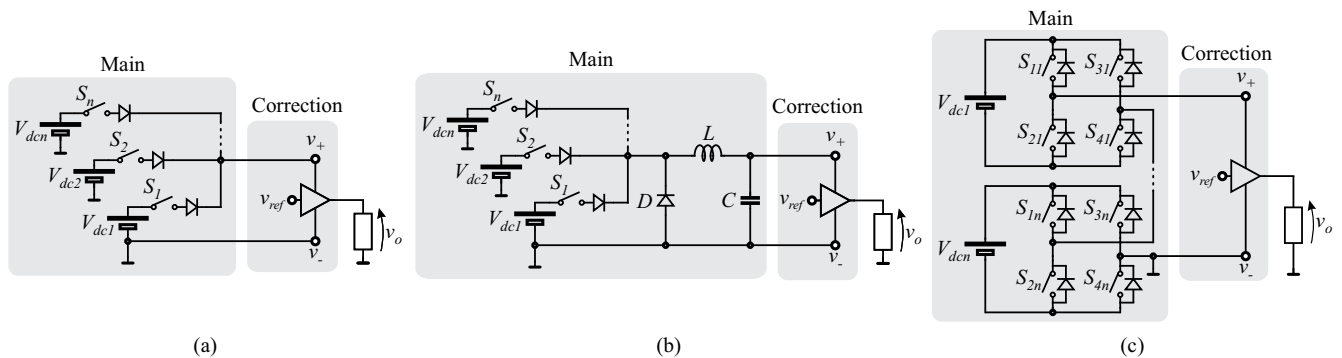 Main
S_n
V_dcn
S_2
V_dc2
S_1
V_dc1
Correction
v_+
v_ref
v_-
v_o
(a)
Main
S_n
V_dcn
S_2
V_dc2
S_1
V_dc1
D
L
C
Correction
v_+
v_ref
v_-
v_o
(b)
Main
V_dc1
S_11
S_31
S_21
S_41
V_dcn
S_1n
S_3n
S_2n
S_4n
Correction
v_+
v_ref
v_-
v_o
(c)